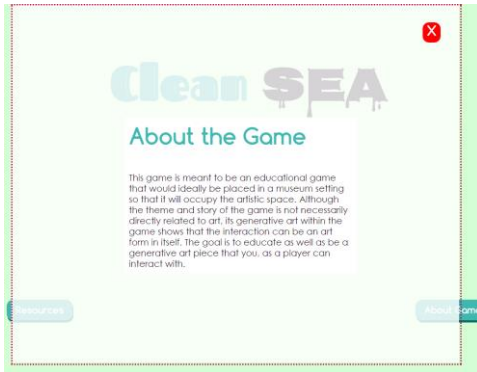 X
Clean SEA
About the Game
This game is meant to be an educational game
that would ideally be placed in a museum setting
so that it will occupy the artistic space. Although
the theme and story of the game is not necessarily
directly related to art, its generative art within the
game shows that the interaction can be an art
form in itself. The goal is to educate as well as be a
generative art piece that you, as a player can
interact with.
Resources
About Game